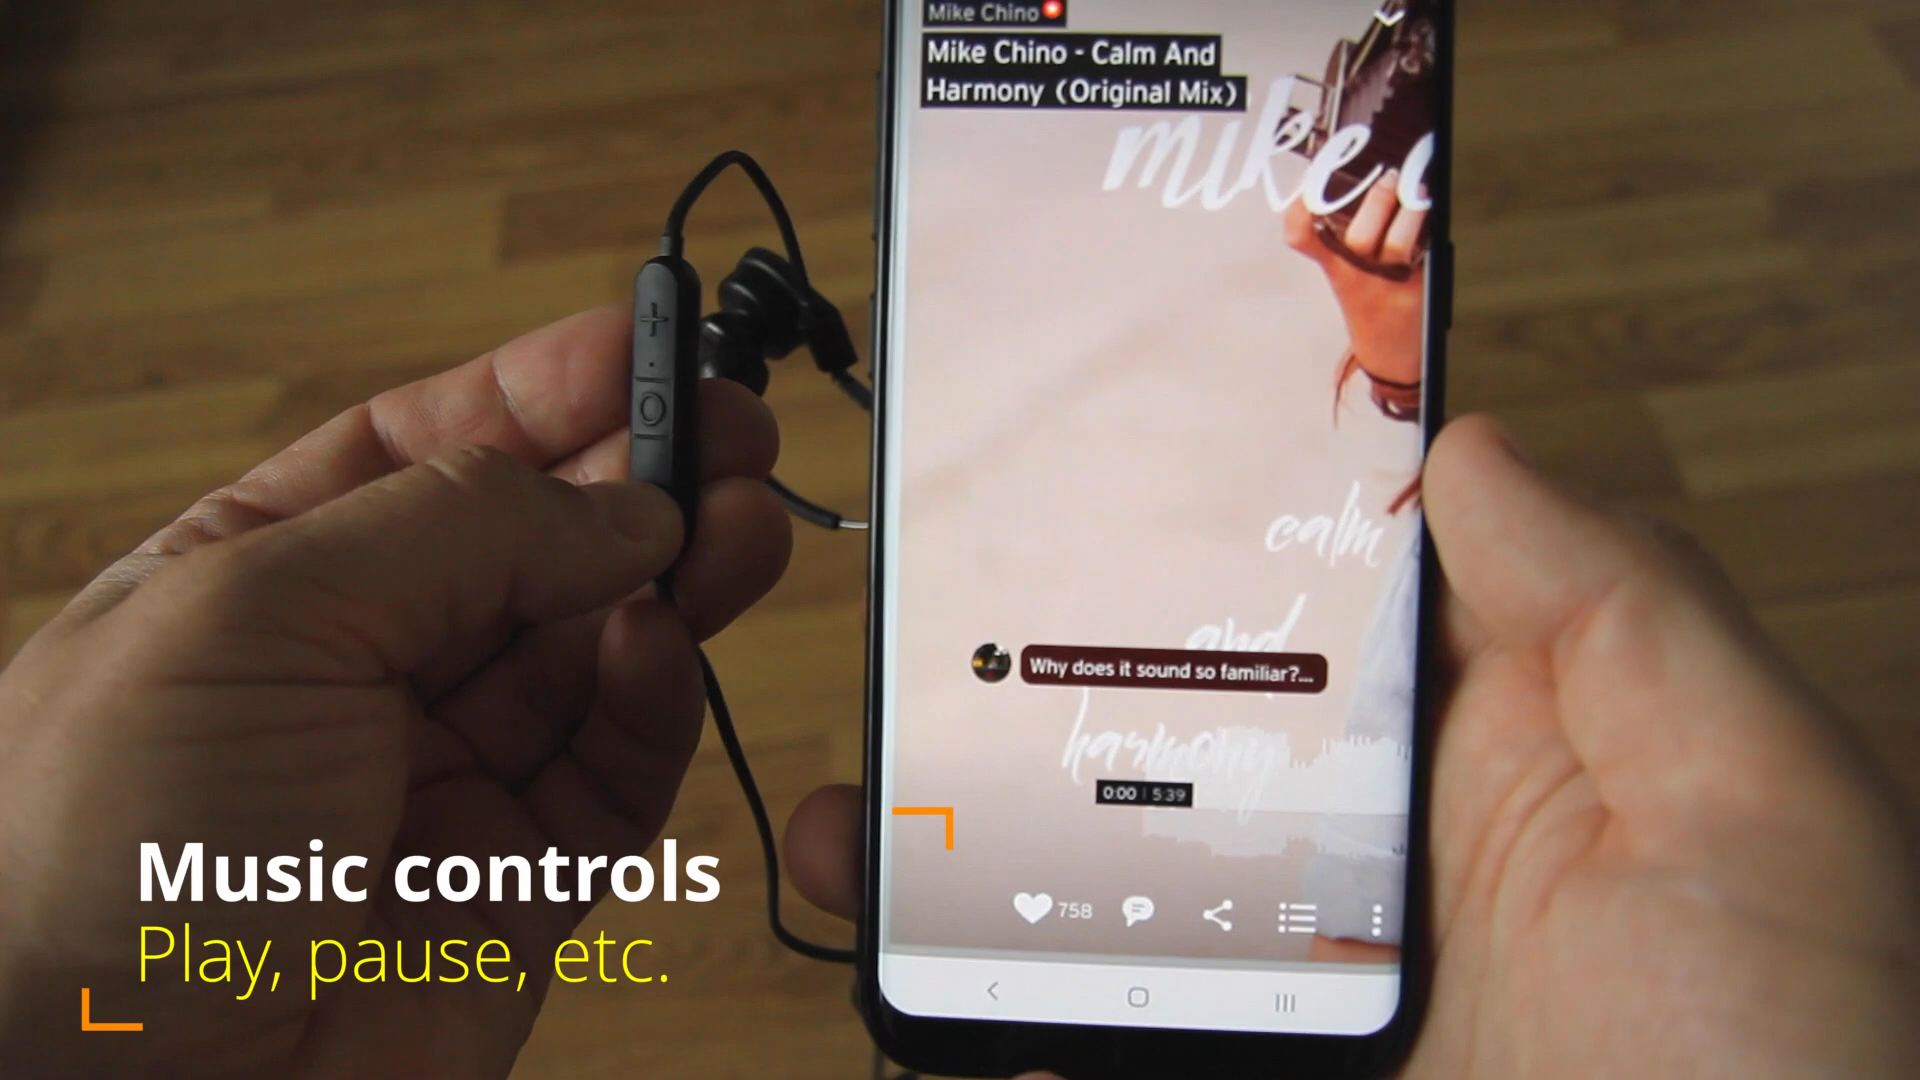 Mike Chino
Mike Chino - Calm And
Harmony (Original Mix)
mike
calm
and
Why does it sound so familiar?...
harmony
0:00 | 5:39
758
Music controls
Play, pause, etc.